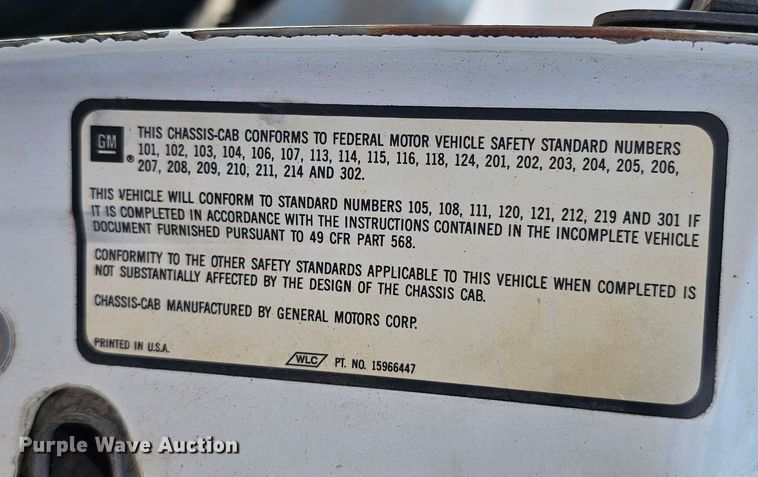 GM
THIS CHASSIS-CAB CONFORMS TO FEDERAL MOTOR VEHICLE SAFETY STANDARD NUMBERS
101, 102, 103, 104, 106, 107, 113, 114, 115, 116, 118, 124, 201, 202, 203, 204, 205, 206,
® 207, 208, 209, 210, 211, 214 AND 302.
THIS VEHICLE WILL CONFORM TO STANDARD NUMBERS 105, 108, 111, 120, 121, 212, 219 AND 301 IF
IT IS COMPLETED IN ACCORDANCE WITH THE INSTRUCTIONS CONTAINED IN THE INCOMPLETE VEHICLE
DOCUMENT FURNISHED PURSUANT TO 49 CFR PART 568.
CONFORMITY TO THE OTHER SAFETY STANDARDS APPLICABLE TO THIS VEHICLE WHEN COMPLETED IS
NOT SUBSTANTIALLY AFFECTED BY THE DESIGN OF THE CHASSIS CAB.
CHASSIS-CAB MANUFACTURED BY GENERAL MOTORS CORP.
PRINTED IN U.S.A. WLC PT. NO. 15966447
Purple Wave Auction